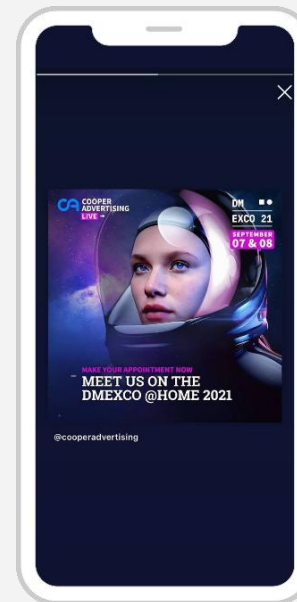 COOPER
ADVERTISING
LIVE
DM
EXCO 21
SEPTEMBER
07 & 08
MAKE YOUR APPOINTMENT NOW
MEET US ON THE
DMEXCO @HOME 2021
@cooperadvertising